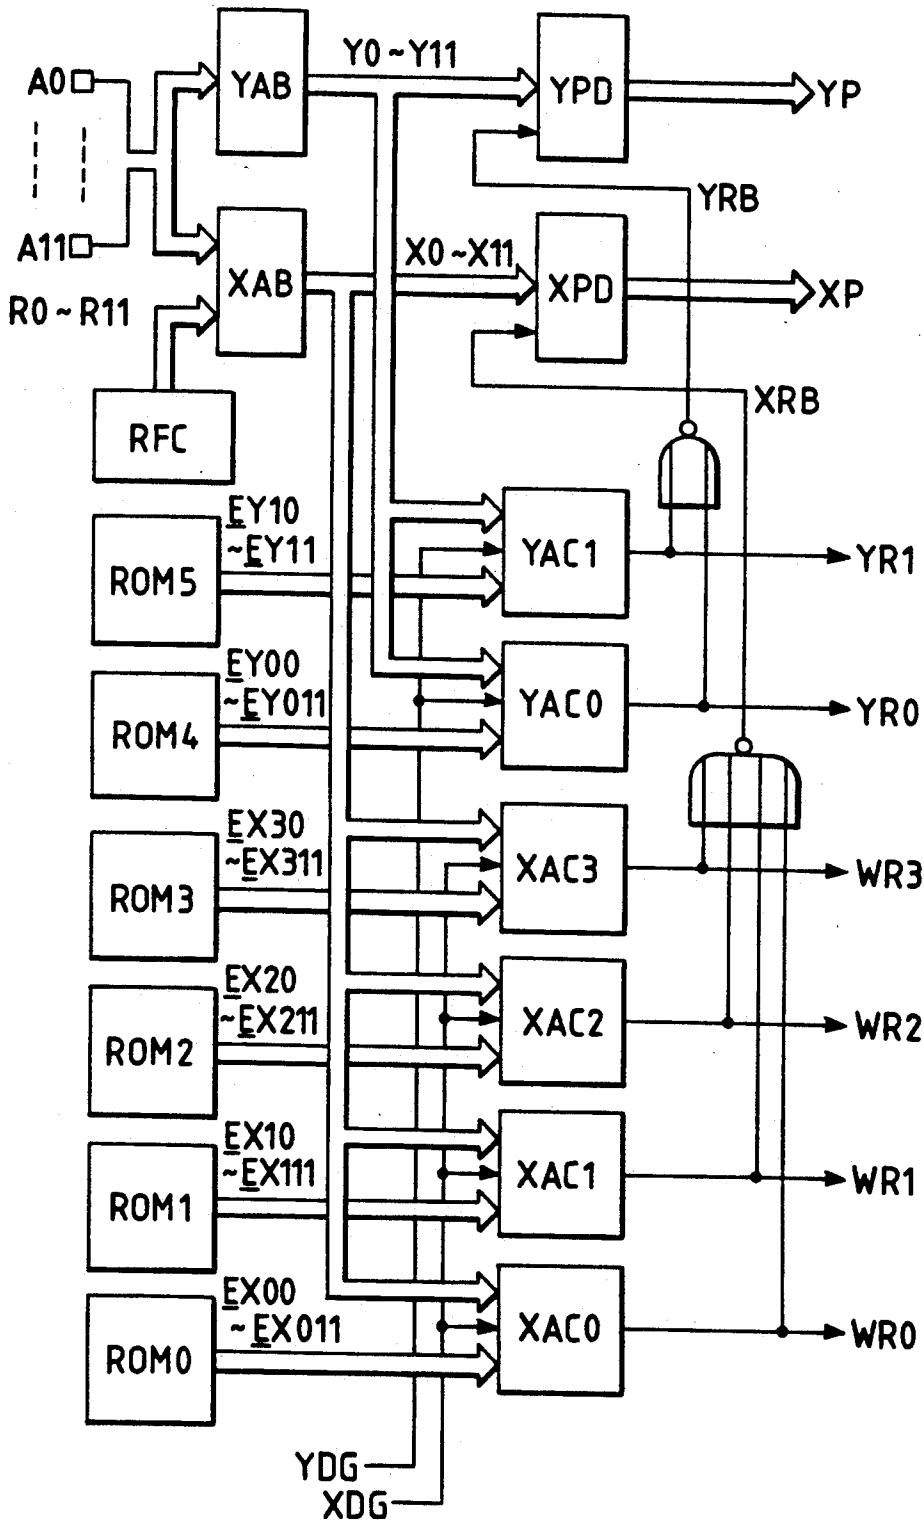 Y0~Y11
A0
YAB
YPD
YP
YRB
A11
X0~X11
XAB
XPD
XP
R0~R11
XRB
RFC
EY10
~EY11
ROM5
YAC1
YR1
EY00
~EY011
ROM4
YAC0
YR0
EX30
~EX311
ROM3
XAC3
WR3
EX20
~EX211
ROM2
XAC2
WR2
EX10
~EX111
ROM1
XAC1
WR1
EX00
~EX011
ROM0
XAC0
WR0
YDG
XDG